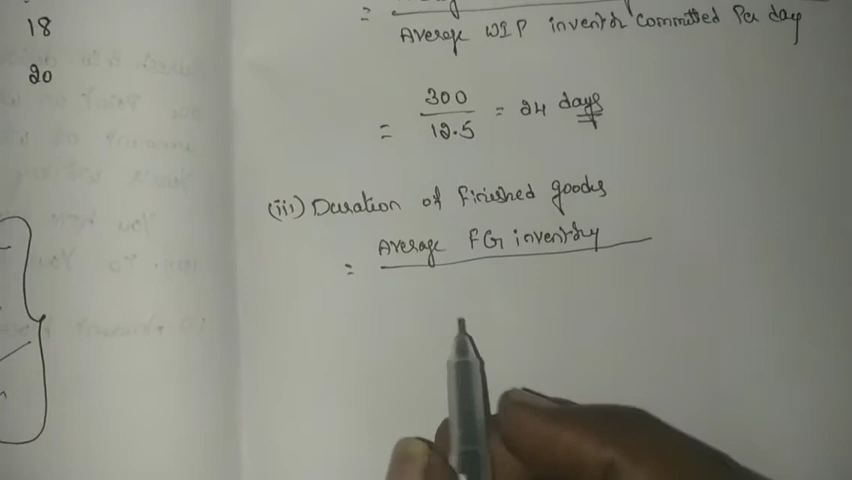 18
20
=
Average WIP inventory committed Per day
= 300 / 12.5 = 24 days
(iii) Duration of finished goods
= Average FG inventory